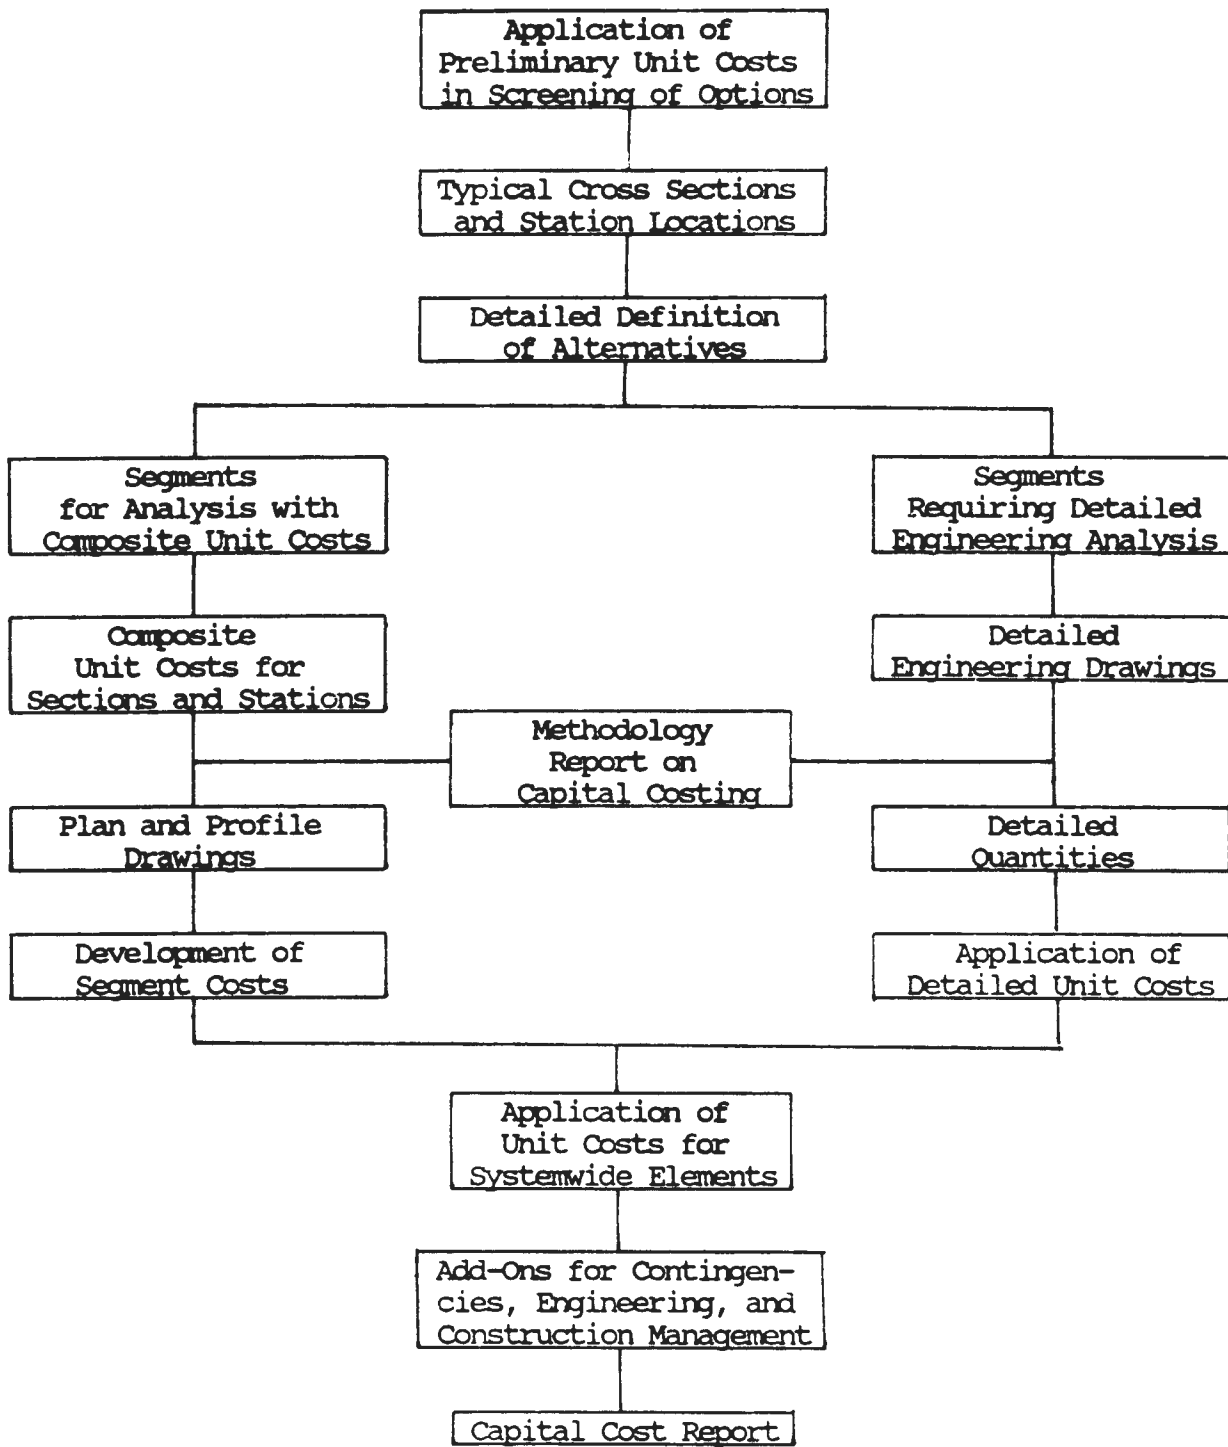 Application of
Preliminary Unit Costs
in Screening of Options
Typical Cross Sections
and Station Locations
Detailed Definition
of Alternatives
Segments
for Analysis with
Composite Unit Costs
Segments
Requiring Detailed
Engineering Analysis
Composite
Unit Costs for
Sections and Stations
Detailed
Engineering Drawings
Methodology
Report on
Capital Costing
Plan and Profile
Drawings
Detailed
Quantities
Development of
Segment Costs
Application of
Detailed Unit Costs
Application of
Unit Costs for
Systemwide Elements
Add-Ons for Contingen-
cies, Engineering, and
Construction Management
Capital Cost Report